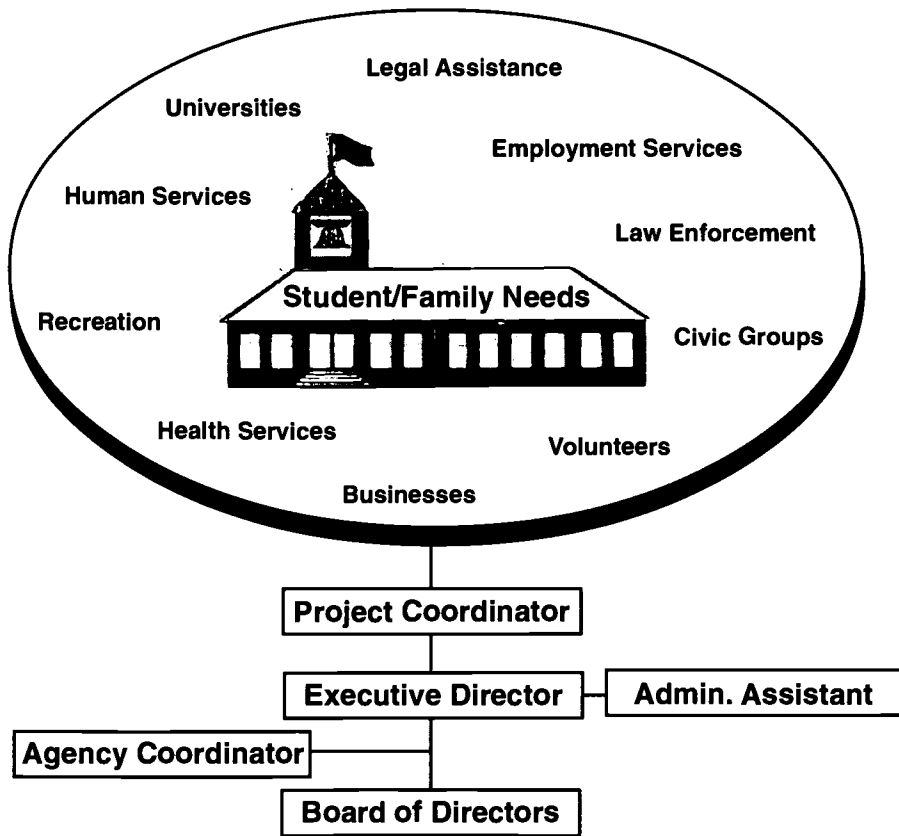 Legal Assistance
Universities
Employment Services
Human Services
Law Enforcement
Student/Family Needs
Recreation
Civic Groups
Health Services
Volunteers
Businesses
Project Coordinator
Executive Director
Admin. Assistant
Agency Coordinator
Board of Directors